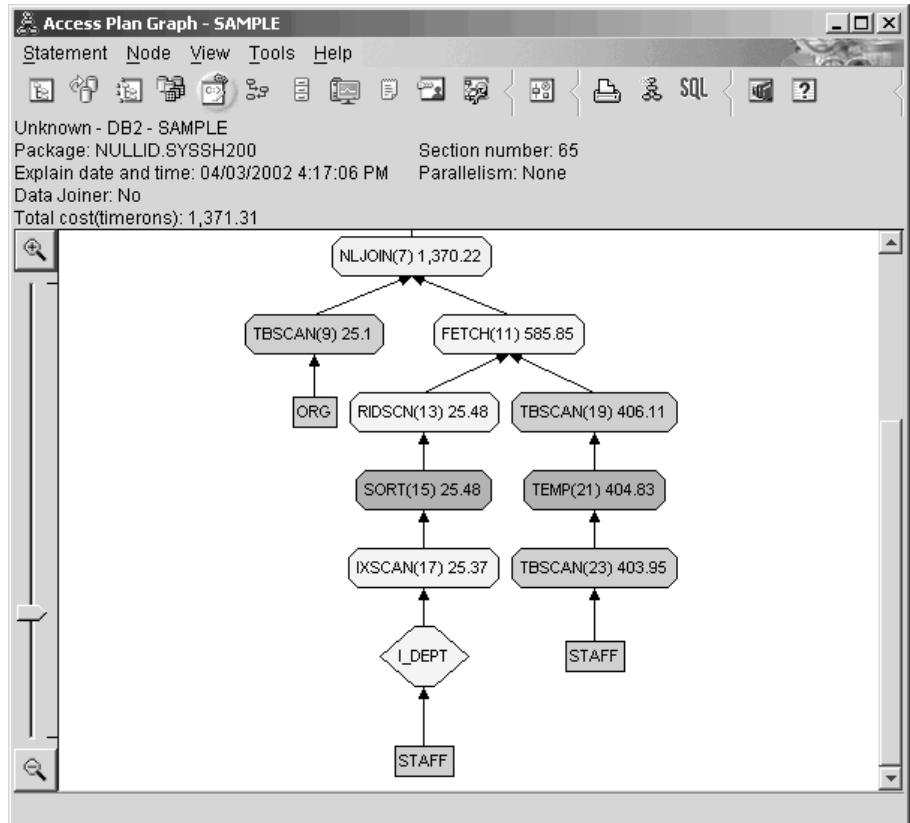 Access Plan Graph - SAMPLE
Statement Node View Tools Help
SQL
Unknown - DB2 - SAMPLE
Package: NULLID.SYSSH200 Section number: 65
Explain date and time: 04/03/2002 4:17:06 PM Parallelism: None
Data Joiner: No
Total cost(timerons): 1,371.31
NLJOIN(7) 1,370.22
TBSCAN(9) 25.1 FETCH(11) 585.85
ORG RIDSCN(13) 25.48 TBSCAN(19) 406.11
SORT(15) 25.48 TEMP(21) 404.83
IXSCAN(17) 25.37 TBSCAN(23) 403.95
I_DEPT STAFF
STAFF